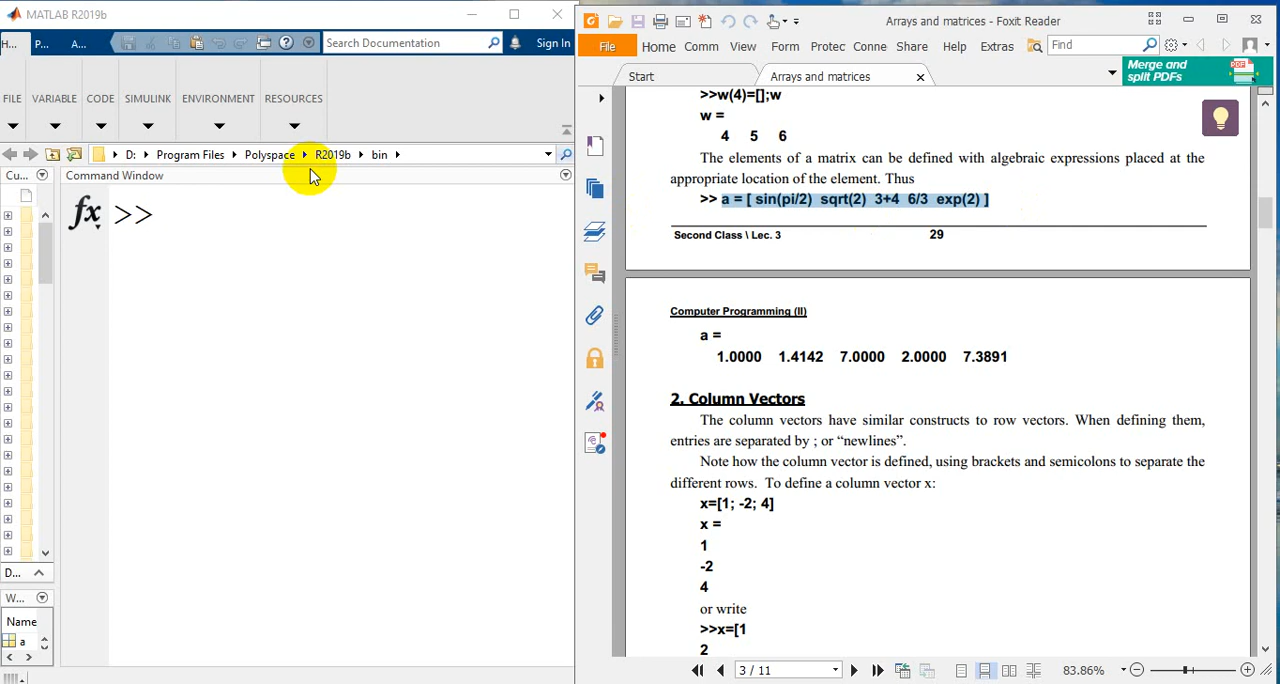 MATLAB R2019b
H... P... A... Search Documentation Sign In
FILE VARIABLE CODE SIMULINK ENVIRONMENT RESOURCES
D: Program Files Polyspace R2019b bin
Cu... Command Window
fx >>
D...
W...
Name
a
Arrays and matrices - Foxit Reader
File Home Comm View Form Protec Conne Share Help Extras Find
Start Arrays and matrices
Merge and
split PDFs
PDF
>>w(4)=[];w
w =
4 5 6
The elements of a matrix can be defined with algebraic expressions placed at the
appropriate location of the element. Thus
>> a = [ sin(pi/2) sqrt(2) 3+4 6/3 exp(2) ]
Second Class \ Lec. 3 29
Computer Programming (II)
a =
1.0000 1.4142 7.0000 2.0000 7.3891
2. Column Vectors
The column vectors have similar constructs to row vectors. When defining them,
entries are separated by ; or “newlines”.
Note how the column vector is defined, using brackets and semicolons to separate the
different rows. To define a column vector x:
x=[1; -2; 4]
x =
1
-2
4
or write
>>x=[1
2
3 / 11 83.86%